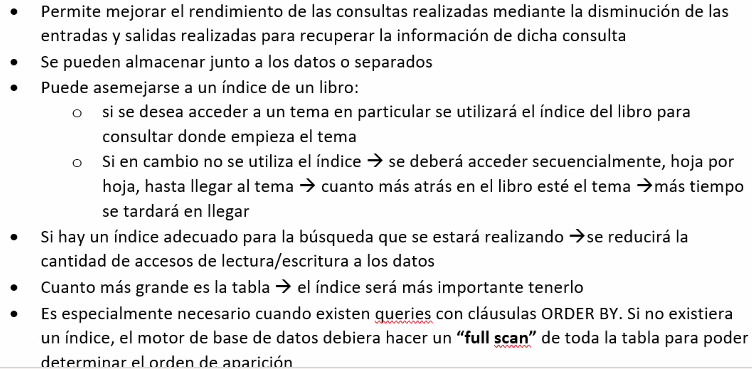 • Permite mejorar el rendimiento de las consultas realizadas mediante la disminución de las
entradas y salidas realizadas para recuperar la información de dicha consulta
• Se pueden almacenar junto a los datos o separados
• Puede asemejarse a un índice de un libro:
o si se desea acceder a un tema en particular se utilizará el índice del libro para
consultar donde empieza el tema
o Si en cambio no se utiliza el índice → se deberá acceder secuencialmente, hoja por
hoja, hasta llegar al tema → cuanto más atrás en el libro esté el tema →más tiempo
se tardará en llegar
• Si hay un índice adecuado para la búsqueda que se estará realizando →se reducirá la
cantidad de accesos de lectura/escritura a los datos
• Cuanto más grande es la tabla → el índice será más importante tenerlo
• Es especialmente necesario cuando existen queries con cláusulas ORDER BY. Si no existiera
un índice, el motor de base de datos debiera hacer un “full scan” de toda la tabla para poder
determinar el orden de aparición